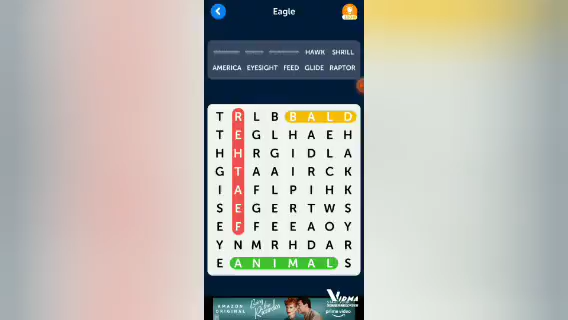 Eagle
HAWK SHRILL
AMERICA EYESIGHT FEED GLIDE RAPTOR
T R L B B A L D
T E G L H A E H
H H R G I D L A
G T A A I R C K
I A F L P I H K
S E G E R T W S
E F F E E A O Y
Y N M R H D A R
E A N I M A L S
AMAZON
ORIGINAL
prime video